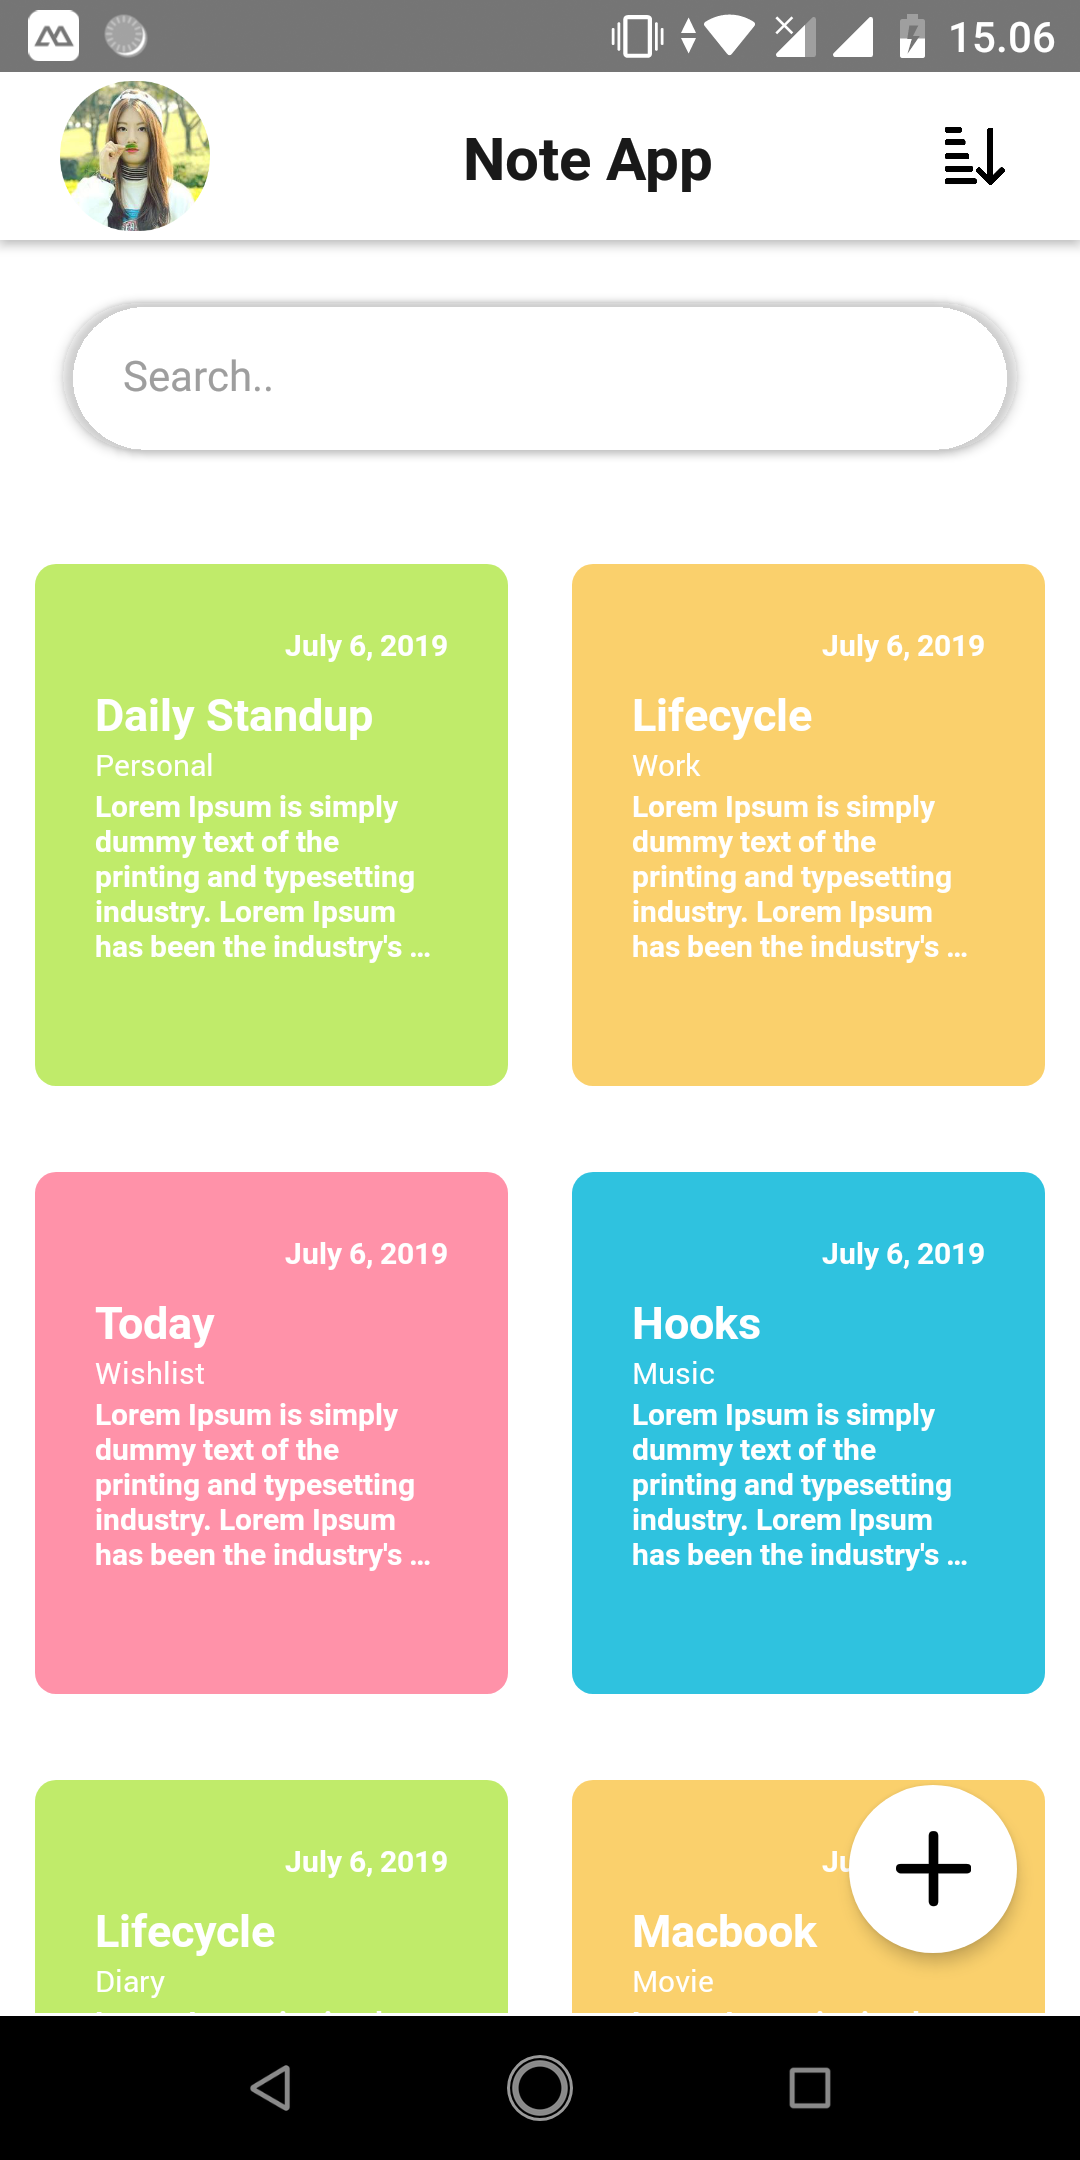 15.06
Note App
Search..
July 6, 2019
Daily Standup
Personal
Lorem Ipsum is simply
dummy text of the
printing and typesetting
industry. Lorem Ipsum
has been the industry's ...
July 6, 2019
Lifecycle
Work
Lorem Ipsum is simply
dummy text of the
printing and typesetting
industry. Lorem Ipsum
has been the industry's ...
July 6, 2019
Today
Wishlist
Lorem Ipsum is simply
dummy text of the
printing and typesetting
industry. Lorem Ipsum
has been the industry's ...
July 6, 2019
Hooks
Music
Lorem Ipsum is simply
dummy text of the
printing and typesetting
industry. Lorem Ipsum
has been the industry's ...
July 6, 2019
Lifecycle
Diary
Macbook
Movie